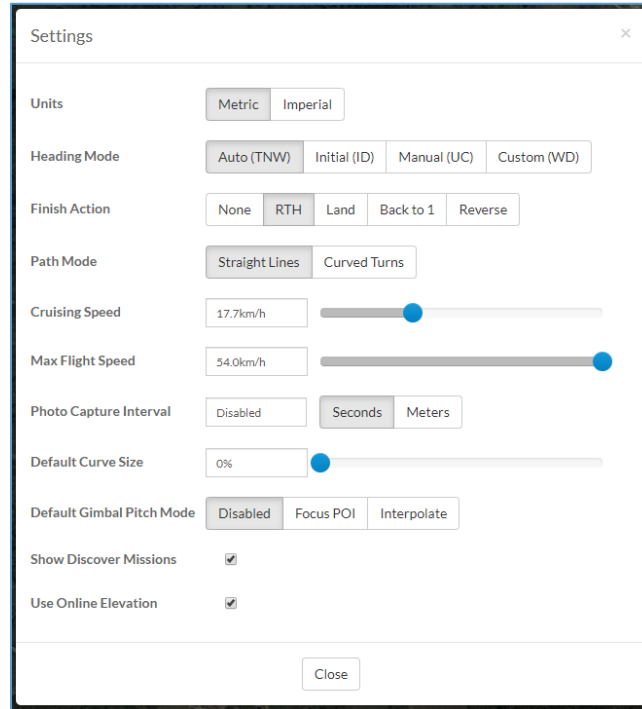 Settings ×
Units Metric Imperial
Heading Mode Auto (TNW) Initial (ID) Manual (UC) Custom (WD)
Finish Action None RTH Land Back to 1 Reverse
Path Mode Straight Lines Curved Turns
Cruising Speed 17.7km/h
Max Flight Speed 54.0km/h
Photo Capture Interval Disabled Seconds Meters
Default Curve Size 0%
Default Gimbal Pitch Mode Disabled Focus POI Interpolate
Show Discover Missions
Use Online Elevation
Close